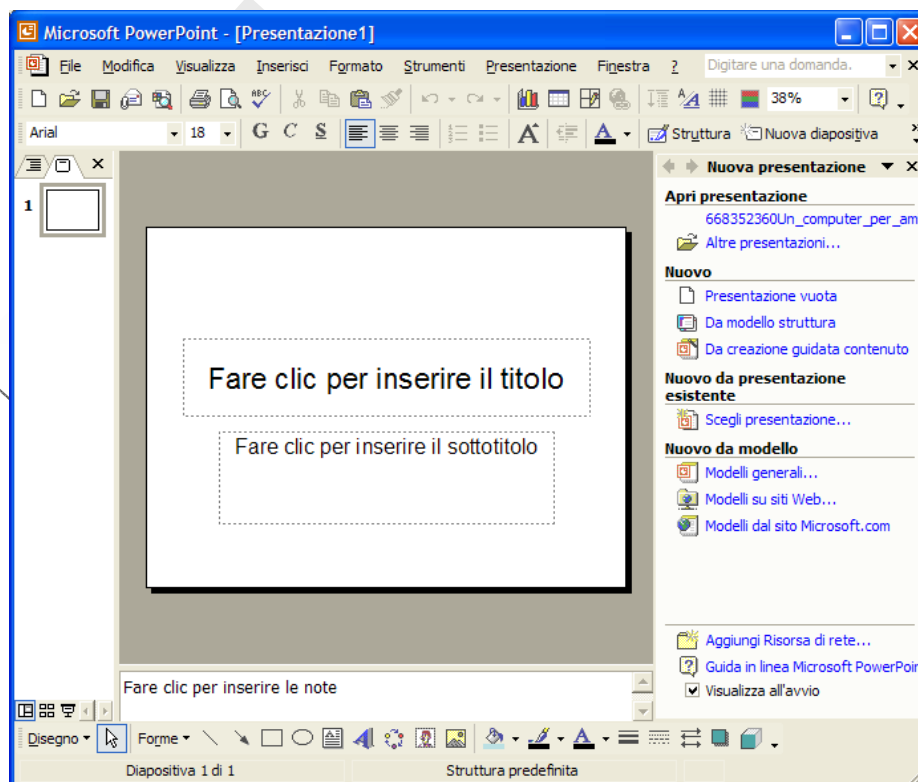 Microsoft PowerPoint - [Presentazione1]
File Modifica Visualizza Inserisci Formato Strumenti Presentazione Finestra ? Digitare una domanda.
38%
Arial 18 G C S Struttura Nuova diapositiva
Nuova presentazione
1
Apri presentazione
668352360Un_computer_per_am
Altre presentazioni...
Nuovo
Presentazione vuota
Da modello struttura
Da creazione guidata contenuto
Nuovo da presentazione
esistente
Scegli presentazione...
Nuovo da modello
Modelli generali...
Modelli su siti Web...
Modelli dal sito Microsoft.com
Aggiungi Risorsa di rete...
Guida in linea Microsoft PowerPoin
Visualizza all'avvio
Fare clic per inserire il titolo
Fare clic per inserire il sottotitolo
Fare clic per inserire le note
Disegno Forme
Diapositiva 1 di 1 Struttura predefinita